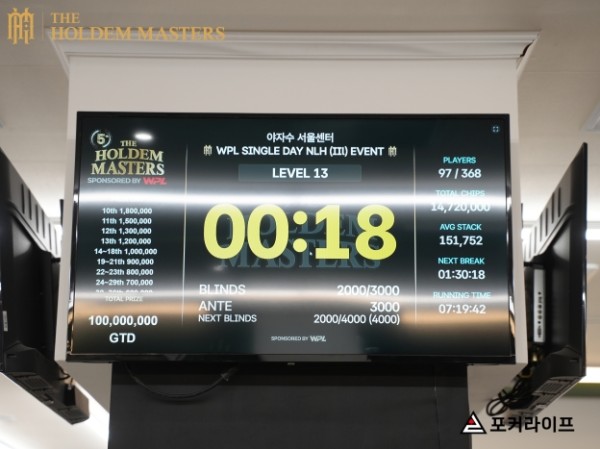 THE
HOLDEM MASTERS
5
THE
HOLDEM
MASTERS
SPONSORED BY WPL
10th 1,800,000
11th 1,500,000
12th 1,300,000
13th 1,200,000
14~18th 1,000,000
19~21th 900,000
22~23th 800,000
24~29th 700,000
TOTAL PRIZE
100,000,000
GTD
야자수 서울센터
WPL SINGLE DAY NLH (III) EVENT
LEVEL 13
00:18
HOLDEM
MASTERS
BLINDS 2000/3000
ANTE 3000
NEXT BLINDS 2000/4000 (4000)
SPONSORED BY WPL
PLAYERS
97 / 368
TOTAL CHIPS
14,720,000
AVG STACK
151,752
NEXT BREAK
01:30:18
RUNNING TIME
07:19:42
포커라이프